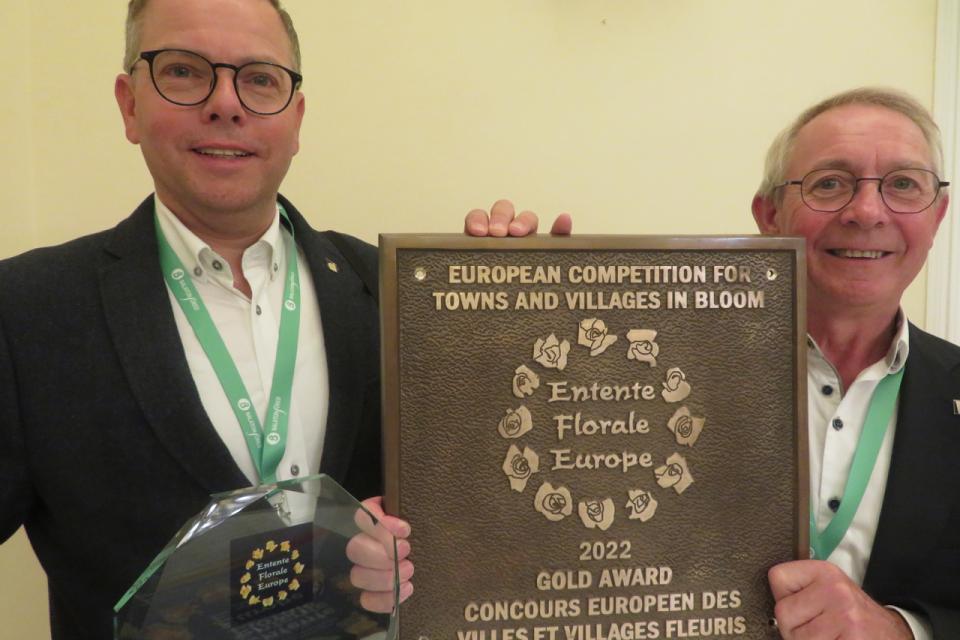 EUROPEAN COMPETITION FOR
TOWNS AND VILLAGES IN BLOOM
Entente
Florale
Europe
2022
GOLD AWARD
CONCOURS EUROPEEN DES
VILLES ET VILLAGES FLEURIS
Entente
Florale
Europe